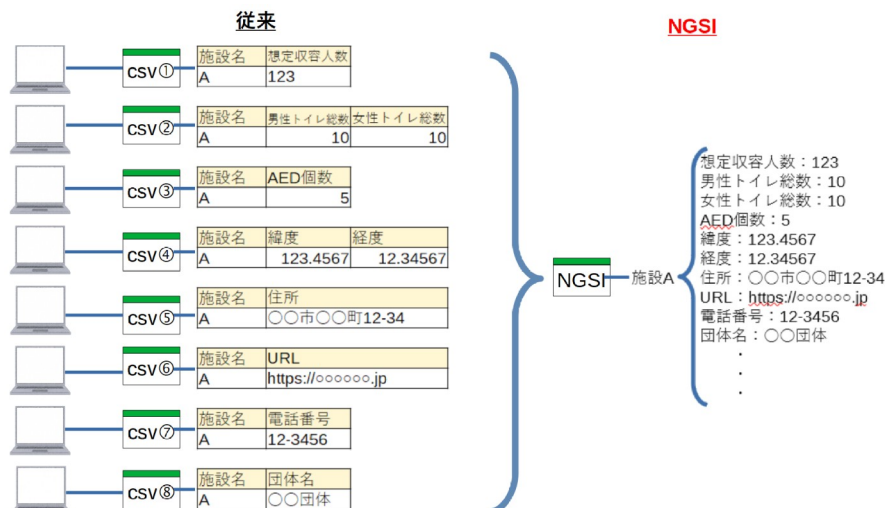 従来
csv①
施設名 想定収容人数
A 123
csv②
施設名 男性トイレ総数 女性トイレ総数
A 10 10
csv③
施設名 AED個数
A 5
csv④
施設名 緯度 経度
A 123.4567 12.34567
csv⑤
施設名 住所
A 〇〇市〇〇町12-34
csv⑥
施設名 URL
A https://○○○○○○.jp
csv⑦
施設名 電話番号
A 12-3456
csv⑧
施設名 団体名
A 〇〇団体
NGSI
NGSI
施設A
想定収容人数：123
男性トイレ総数：10
女性トイレ総数：10
AED個数：5
緯度：123.4567
経度：12.34567
住所：〇〇市〇〇町12-34
URL：https://○○○○○○.jp
電話番号：12-3456
団体名：〇〇団体
・
・
・